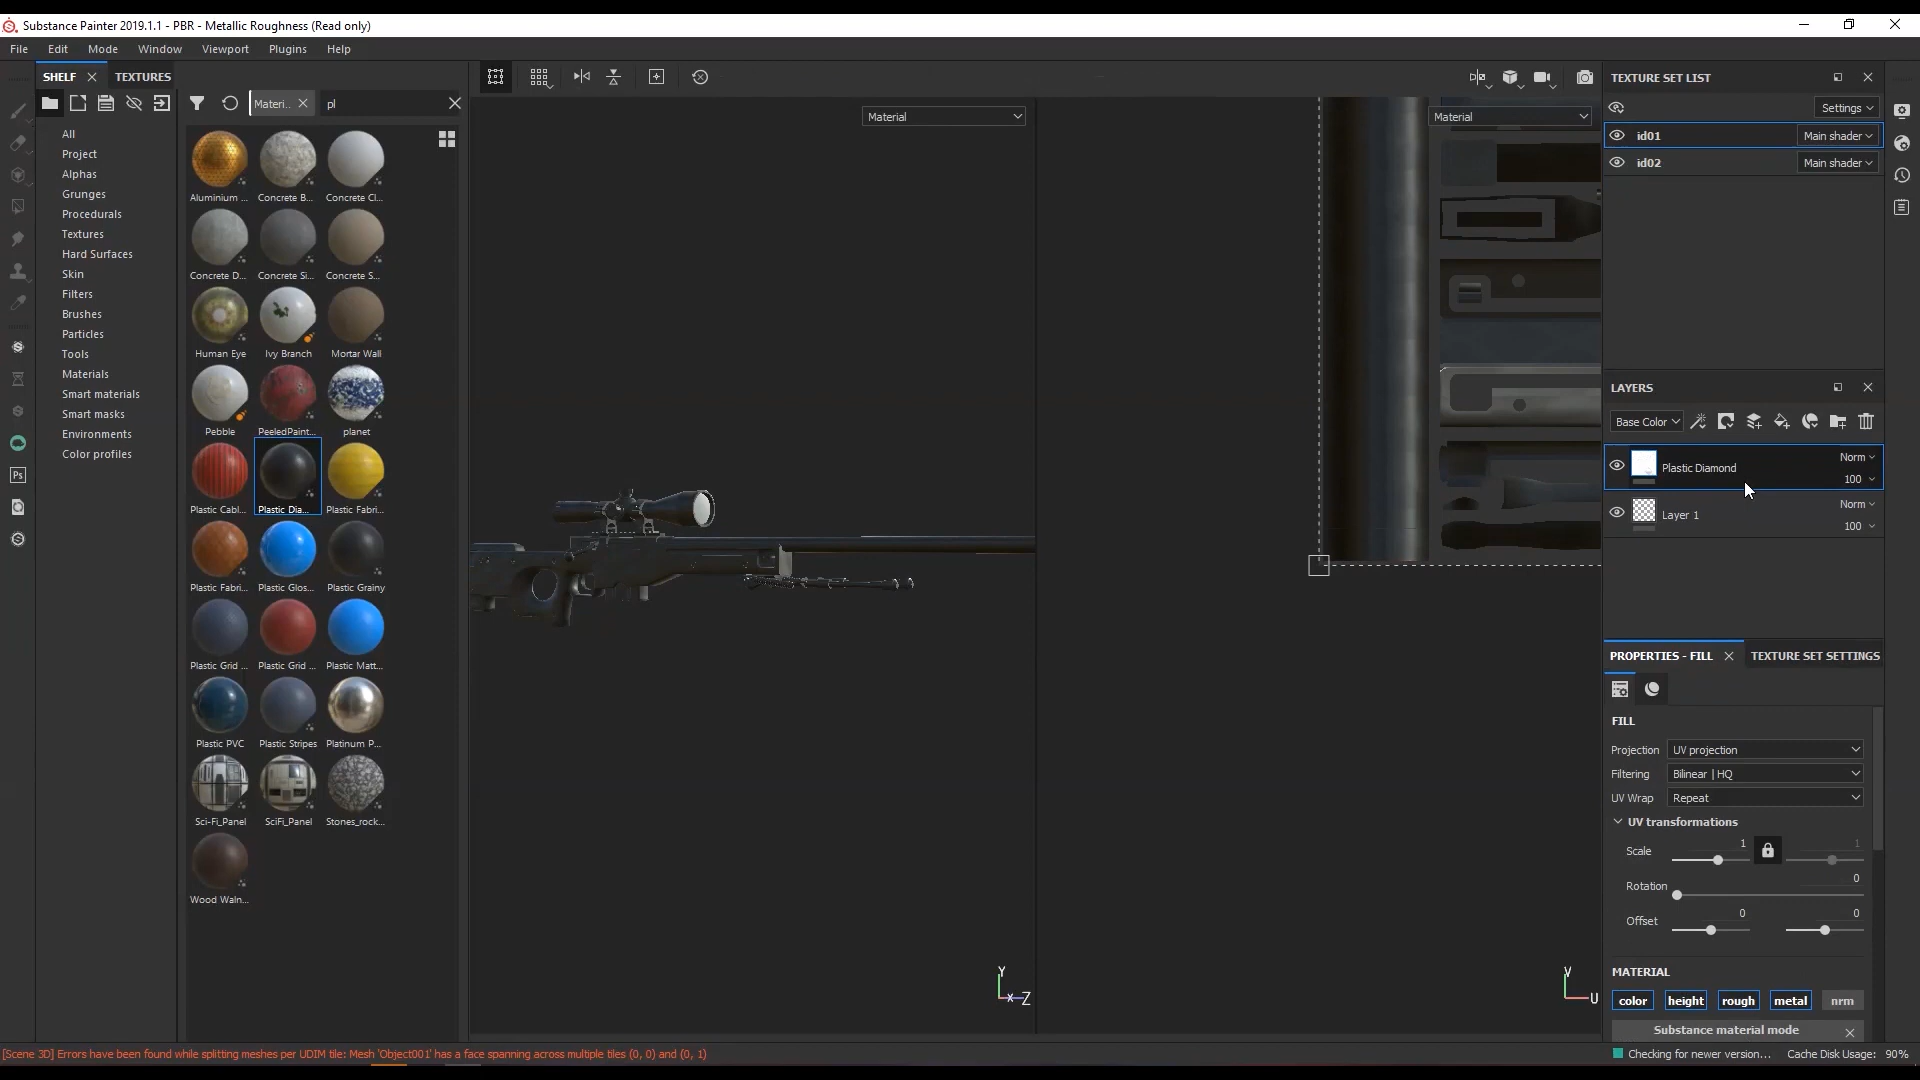 Substance Painter 2019.1.1 - PBR - Metallic Roughness (Read only)
File Edit Mode Window Viewport Plugins Help
SHELF TEXTURES
Materi.. pl
All
Project
Alphas
Grunges
Procedurals
Textures
Hard Surfaces
Skin
Filters
Brushes
Particles
Tools
Materials
Smart materials
Smart masks
Environments
Color profiles
Aluminium ... Concrete B... Concrete Cl...
Concrete D... Concrete Si... Concrete S...
Human Eye Ivy Branch Mortar Wall
Pebble PeeledPaint... planet
Plastic Cabl... Plastic Dia... Plastic Fabri...
Plastic Fabri... Plastic Glos... Plastic Grainy
Plastic Grid ... Plastic Grid ... Plastic Matt...
Plastic PVC Plastic Stripes Platinum P...
Sci-Fi_Panel SciFi_Panel Stones_rock...
Wood Waln...
Material
Material
Y
X Z
V
U
TEXTURE SET LIST
Settings
id01 Main shader
id02 Main shader
LAYERS
Base Color
Plastic Diamond Norm 100
Layer 1 Norm 100
PROPERTIES - FILL TEXTURE SET SETTINGS
FILL
Projection UV projection
Filtering Bilinear | HQ
UV Wrap Repeat
UV transformations
Scale 1 1
Rotation 0
Offset 0 0
MATERIAL
color height rough metal nrm
Substance material mode
[Scene 3D] Errors have been found while splitting meshes per UDIM tile: Mesh 'Object001' has a face spanning across multiple tiles (0, 0) and (0, 1)
Checking for newer version... Cache Disk Usage: 90%